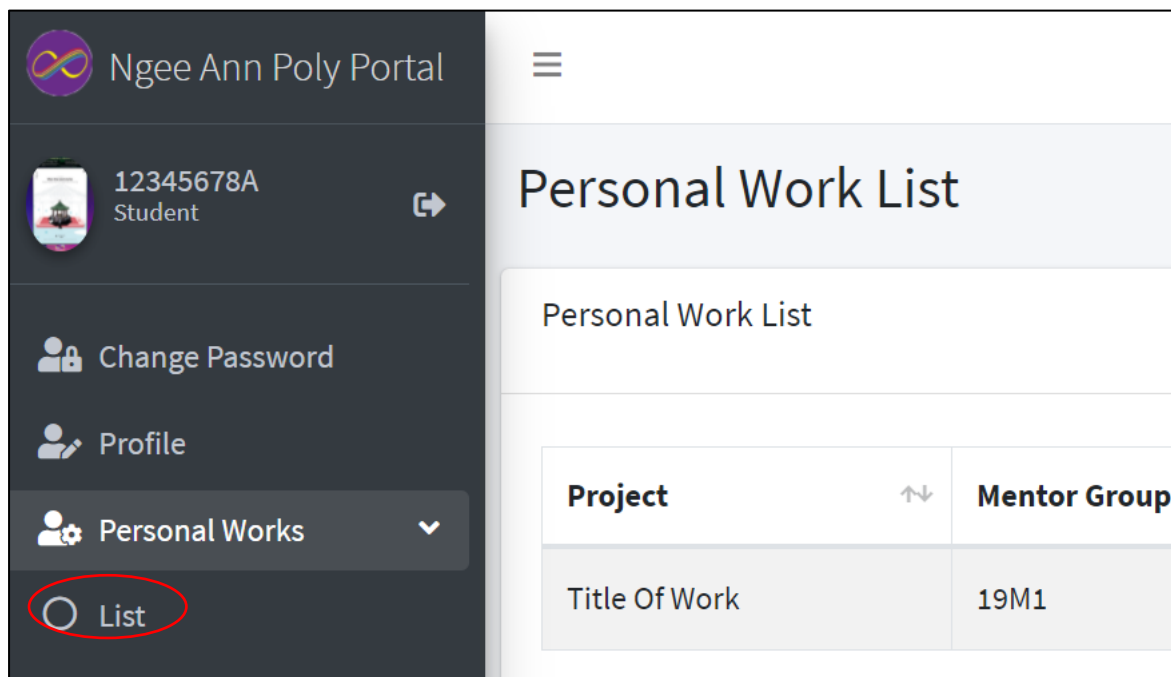 Ngee Ann Poly Portal
12345678A
Student
Change Password
Profile
Personal Works
List
Personal Work List
Personal Work List
Project
Mentor Group
Title Of Work
19M1